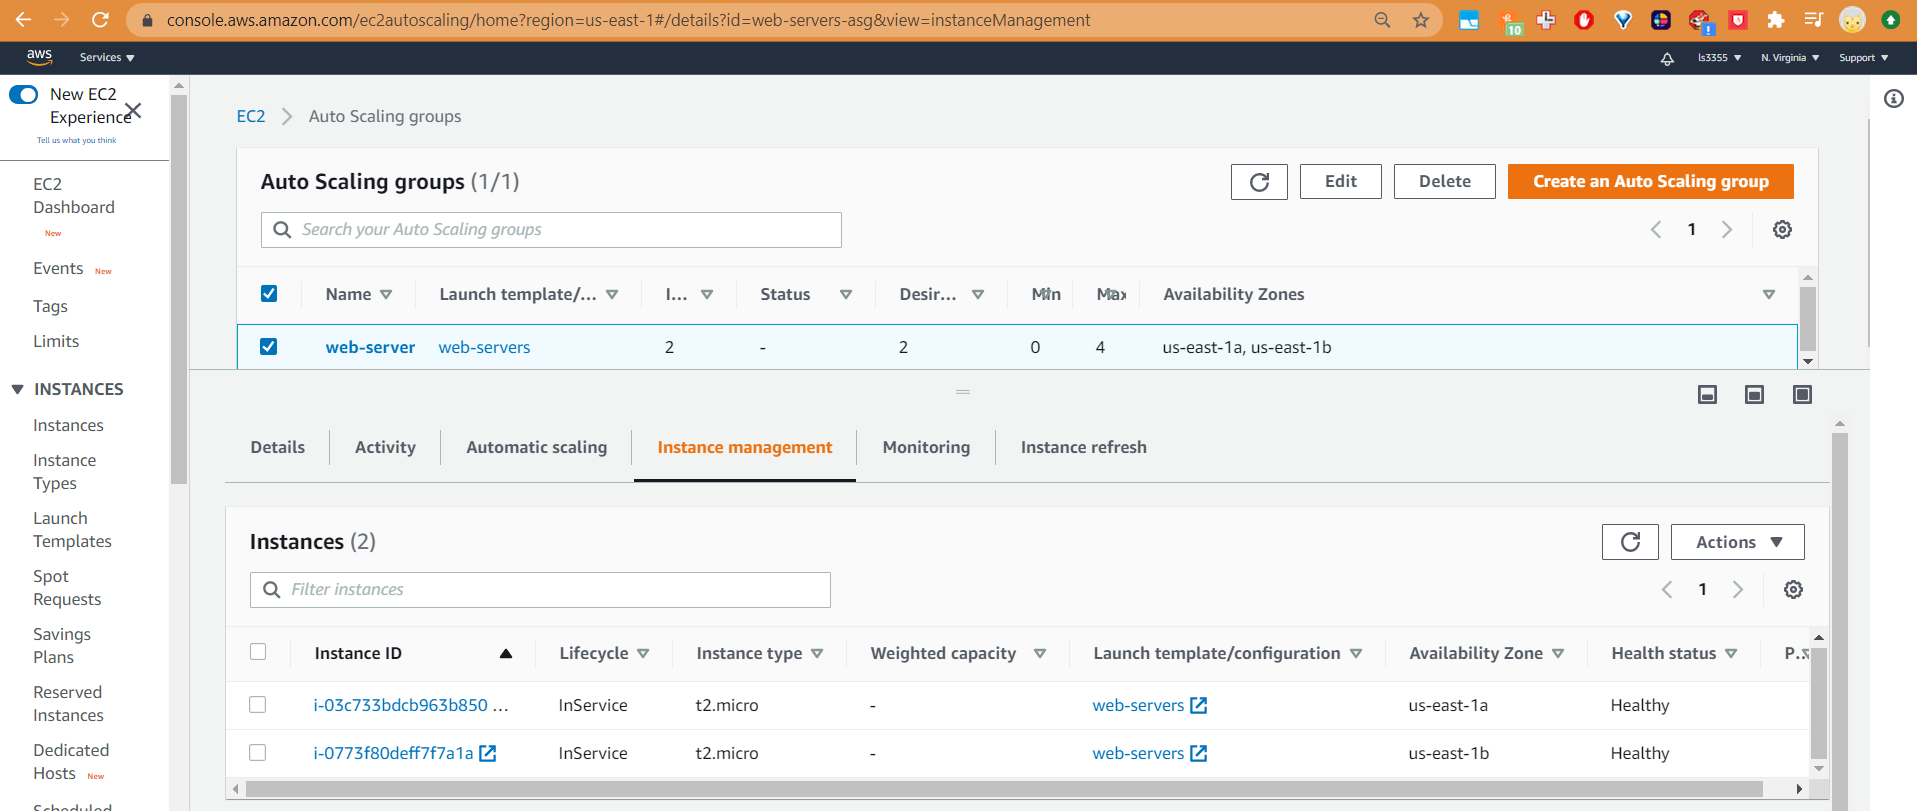 console.aws.amazon.com/ec2autoscaling/home?region=us-east-1#/details?id=web-servers-asg&view=instanceManagement
10
!
aws
Services
ls3355
N. Virginia
Support
New EC2
Experience
Tell us what you think
EC2
Dashboard
New
Events New
Tags
Limits
INSTANCES
Instances
Instance
Types
Launch
Templates
Spot
Requests
Savings
Plans
Reserved
Instances
Dedicated
Hosts New
Scheduled
EC2 > Auto Scaling groups
Auto Scaling groups (1/1)
Edit
Delete
Create an Auto Scaling group
Search your Auto Scaling groups
1
Name Launch template/... I... Status Desir... Min Max Availability Zones
web-server web-servers 2 - 2 0 4 us-east-1a, us-east-1b
Details Activity Automatic scaling Instance management Monitoring Instance refresh
Instances (2)
Actions
Filter instances
1
Instance ID Lifecycle Instance type Weighted capacity Launch template/configuration Availability Zone Health status P...
i-03c733bdcb963b850 ... InService t2.micro - web-servers us-east-1a Healthy
i-0773f80deff7f7a1a InService t2.micro - web-servers us-east-1b Healthy